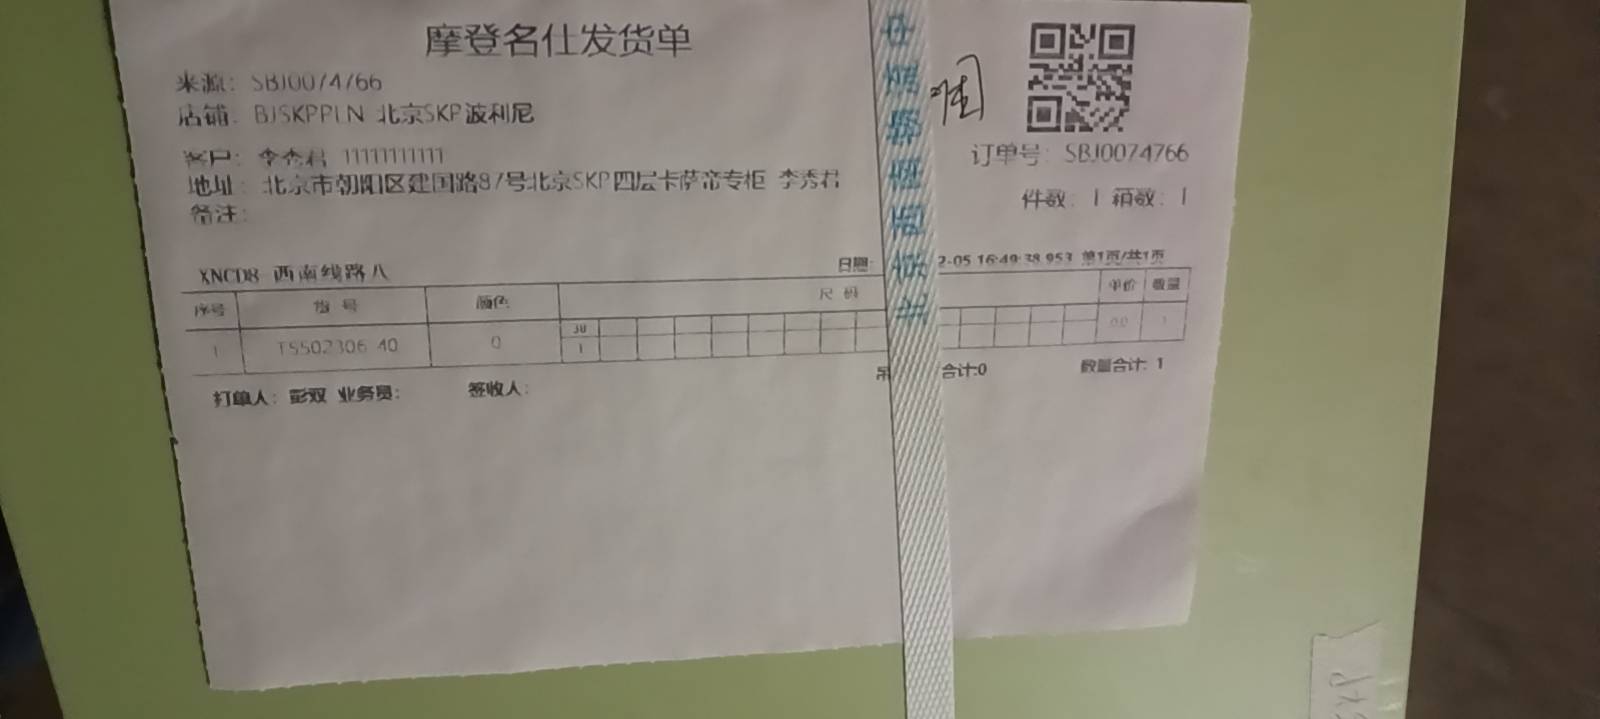 摩登名仕发货单
来源: SBJ0074766
店铺: BJSKPPLN 北京SKP波利尼
客户: 李秀君 11111111111
地址: 北京市朝阳区建国路87号北京SKP四层卡萨帝专柜 李秀君
备注:
订单号: SBJ0074766
件数: 1 箱数: 1
XNCD8 西南线路八
日期: 2-05 16:49:38.953 第1页/共1页
序号 货号 颜色 尺码 单价 数量
1 TS502306 40 0 1 0.0 1
打单人: 彭双 业务员: 签收人:
吊 合计:0 数量合计: 1
北京西